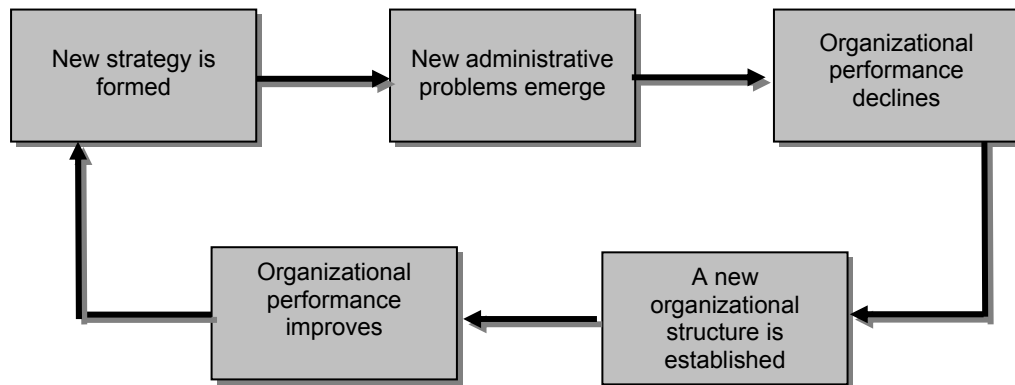 New strategy is
formed
New administrative
problems emerge
Organizational
performance
declines
A new
organizational
structure is
established
Organizational
performance
improves